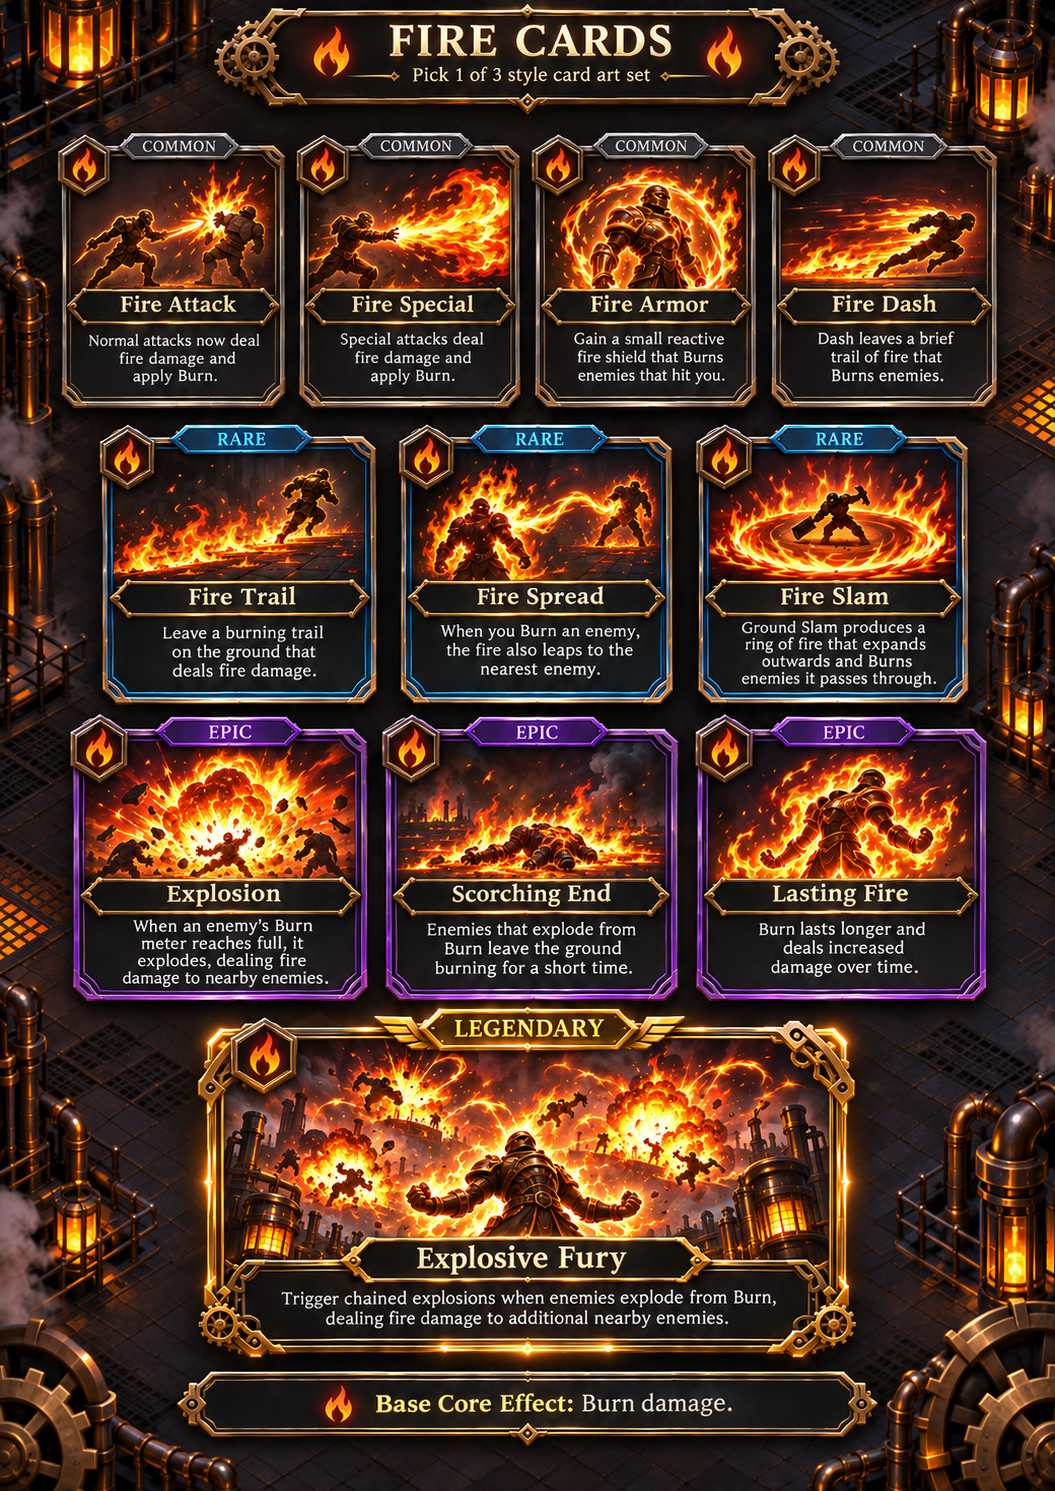 FIRE CARDS
Pick 1 of 3 style card art set
COMMON
Fire Attack
Normal attacks now deal
fire damage and
apply Burn.
COMMON
Fire Special
Special attacks deal
fire damage and
apply Burn.
COMMON
Fire Armor
Gain a small reactive
fire shield that Burns
enemies that hit you.
COMMON
Fire Dash
Dash leaves a brief
trail of fire that
Burns enemies.
RARE
Fire Trail
Leave a burning trail
on the ground that
deals fire damage.
RARE
Fire Spread
When you Burn an enemy,
the fire also leaps to the
nearest enemy.
RARE
Fire Slam
Ground Slam produces a
ring of fire that expands
outwards and Burns
enemies it passes through.
EPIC
Explosion
When an enemy's Burn
meter reaches full, it
explodes, dealing fire
damage to nearby enemies.
EPIC
Scorching End
Enemies that explode from
Burn leave the ground
burning for a short time.
EPIC
Lasting Fire
Burn lasts longer and
deals increased
damage over time.
LEGENDARY
Explosive Fury
Trigger chained explosions when enemies explode from Burn,
dealing fire damage to additional nearby enemies.
Base Core Effect: Burn damage.